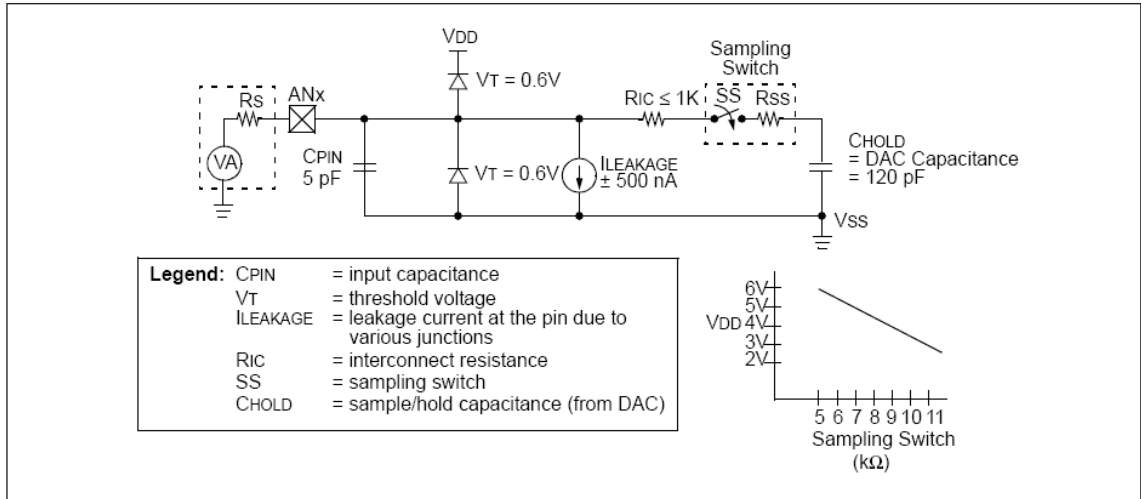 VDD
Sampling
Switch
VT = 0.6V
RS
ANx
RIC ≤ 1K
SS
RSS
VA
CPIN
5 pF
VT = 0.6V
ILEAKAGE
± 500 nA
CHOLD
= DAC Capacitance
= 120 pF
VSS
Legend: CPIN = input capacitance
VT = threshold voltage
ILEAKAGE = leakage current at the pin due to
various junctions
RIC = interconnect resistance
SS = sampling switch
CHOLD = sample/hold capacitance (from DAC)
6V
5V
VDD 4V
3V
2V
5 6 7 8 9 10 11
Sampling Switch
(kΩ)